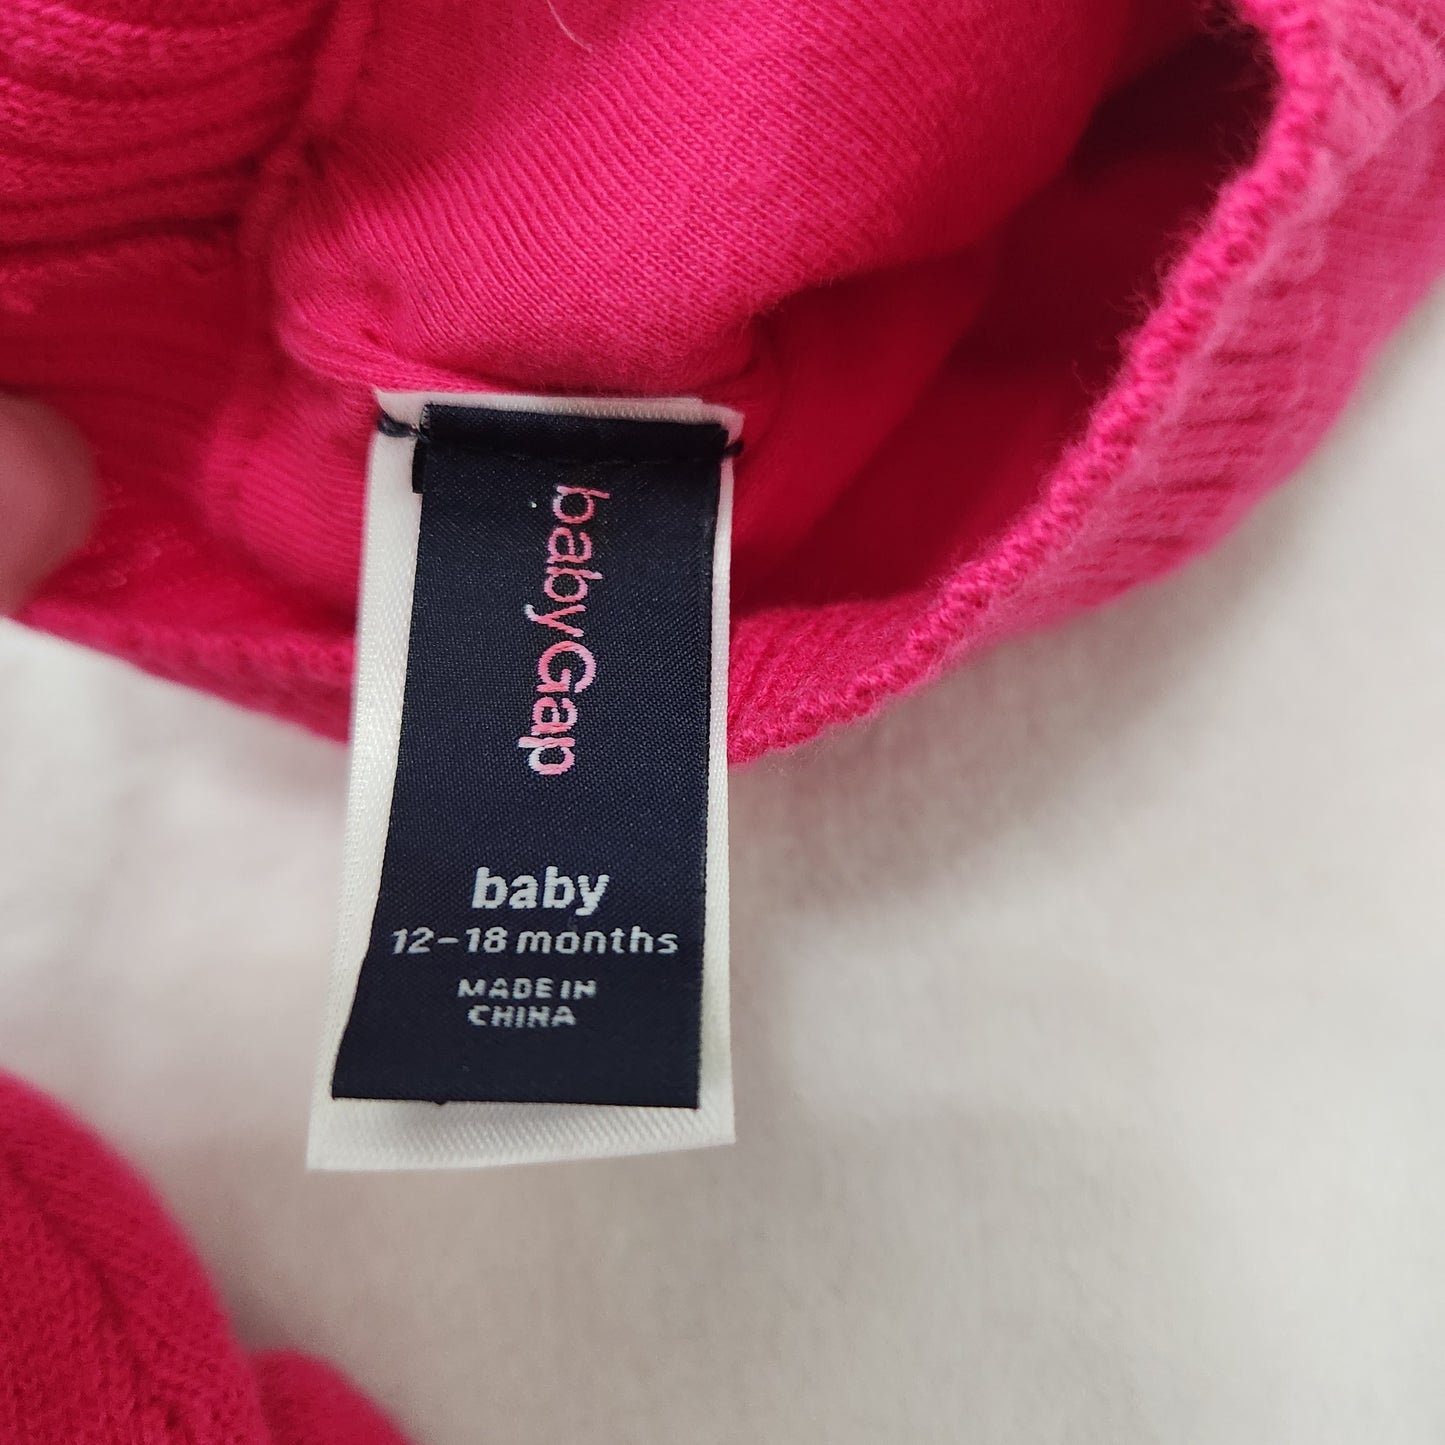 babyGap
baby
12-18 months
MADE IN
CHINA